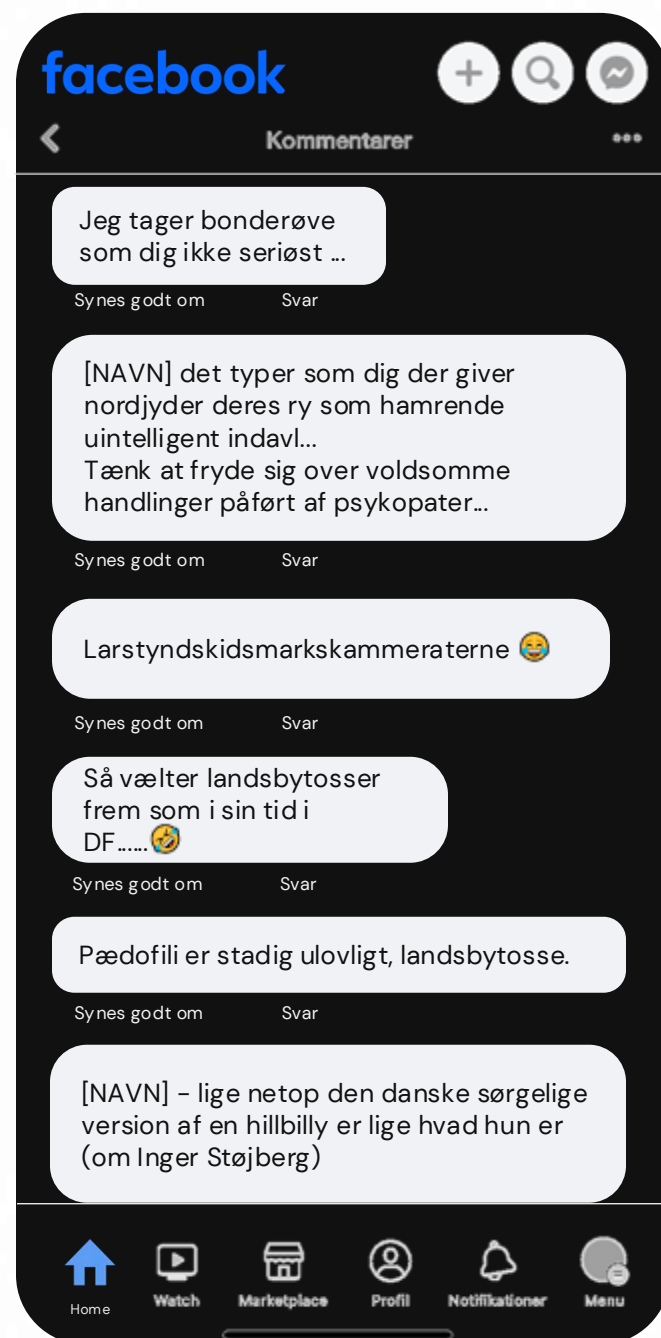 facebook
Kommentarer
Jeg tager bonderøve
som dig ikke seriøst ...
Synes godt om Svar
[NAVN] det typer som dig der giver
nordjyder deres ry som hamrende
uintelligent indavl...
Tænk at fryde sig over voldsomme
handlinger påført af psykopater...
Synes godt om Svar
Larstyndskidsmarkskammeraterne 😂
Synes godt om Svar
Så vælter landsbytosser
frem som i sin tid i
DF......🤣
Synes godt om Svar
Pædofili er stadig ulovligt, landsbytosse.
Synes godt om Svar
[NAVN] – lige netop den danske sørgelige
version af en hillbilly er lige hvad hun er
(om Inger Støjberg)
Home Watch Marketplace Profil Notifikationer Menu